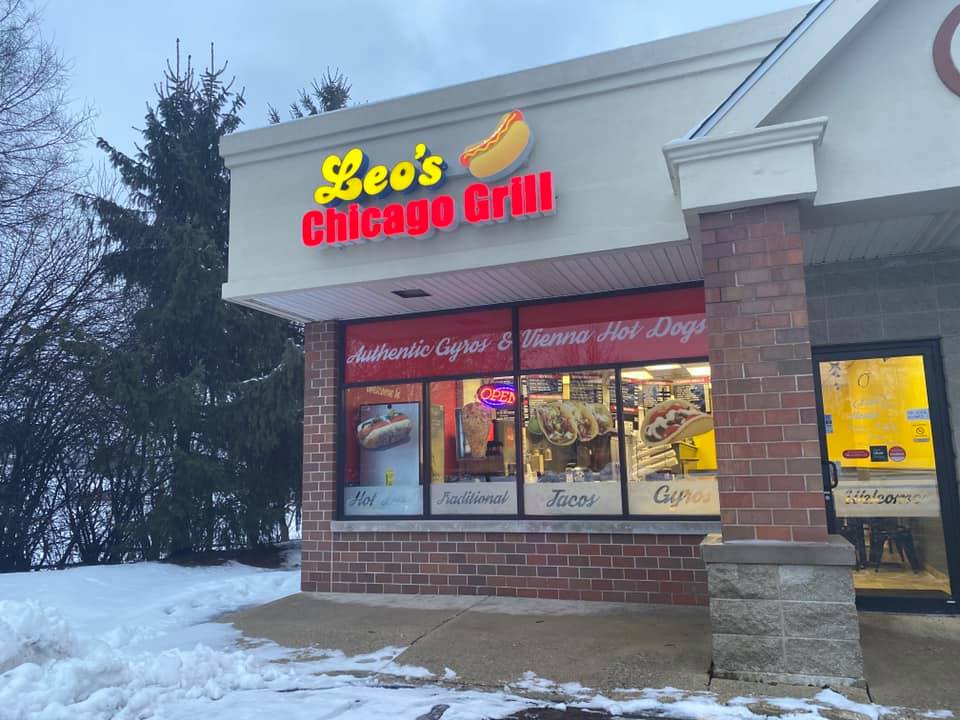 Leo's
Chicago Grill
Authentic Gyros & Vienna Hot Dogs
OPEN
Hot
Traditional
Tacos
Gyros
Welcome